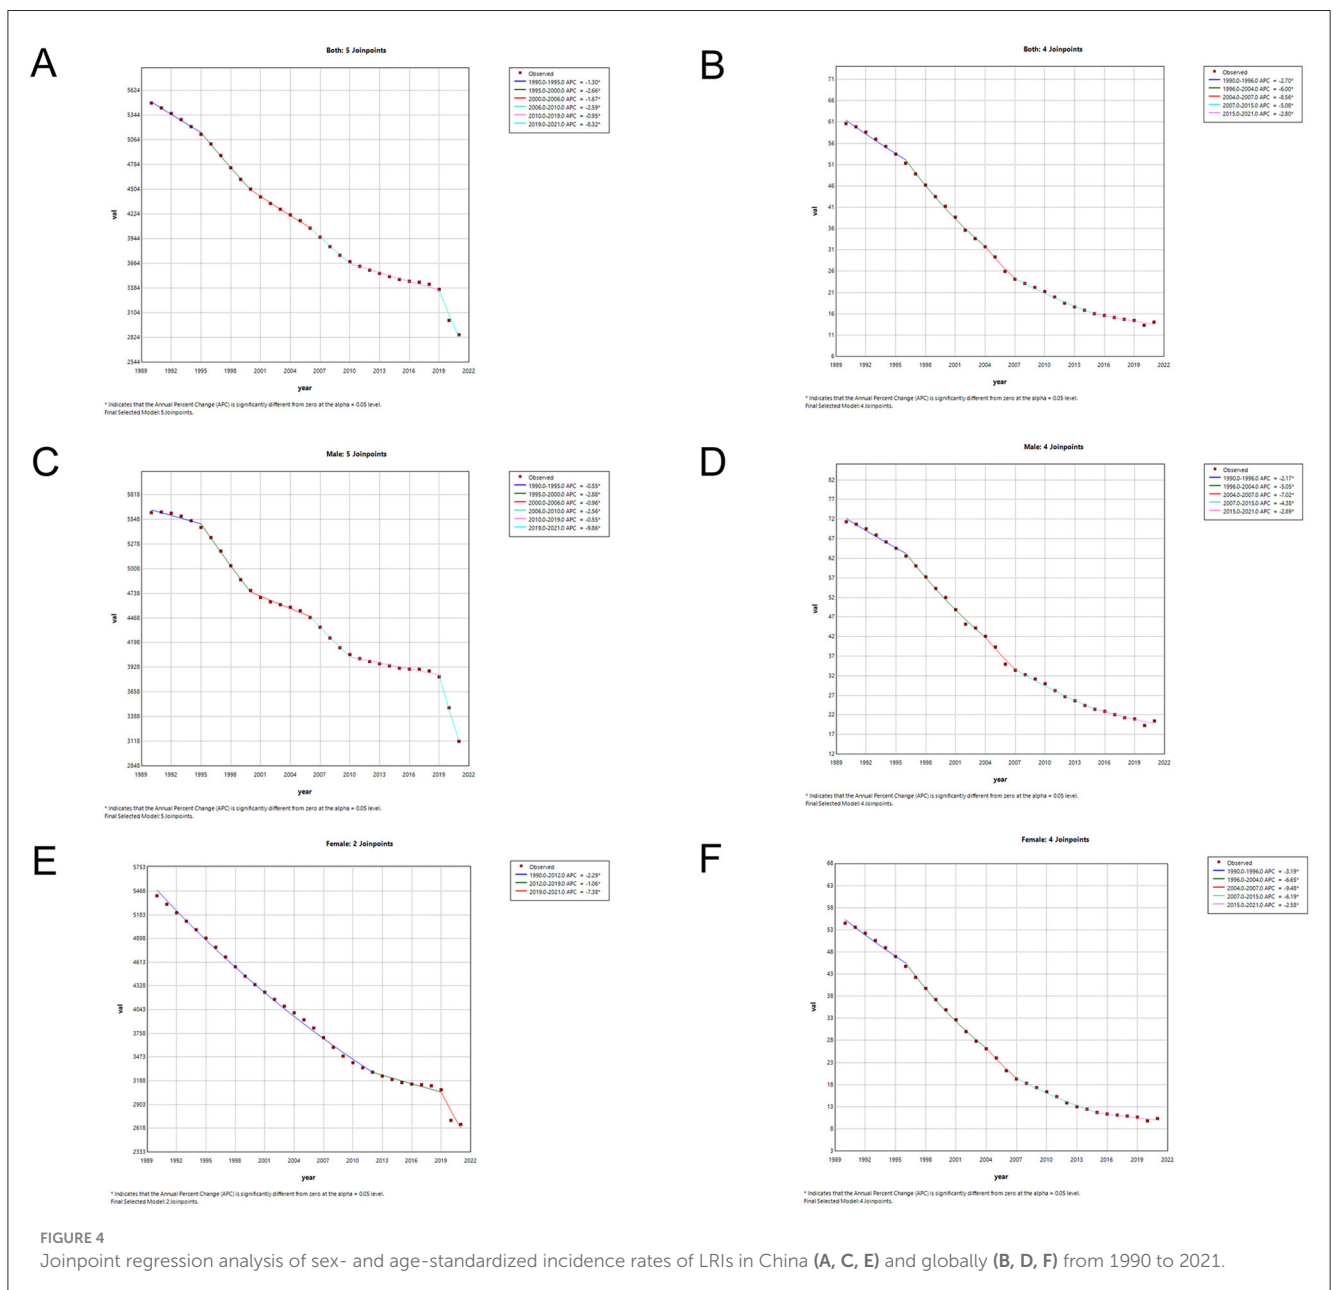 A
Both: 5 Joinpoints
Observed
1990.0-1995.0 APC = -1.30*
1995.0-2000.0 APC = -2.66*
2000.0-2006.0 APC = -1.67*
2006.0-2010.0 APC = -2.59*
2010.0-2019.0 APC = -0.95*
2019.0-2021.0 APC = -8.32*
5624
5344
5064
4784
4504
4224
3944
3664
3384
3104
2824
2544
val
1989 1992 1995 1998 2001 2004 2007 2010 2013 2016 2019 2022
year
* Indicates that the Annual Percent Change (APC) is significantly different from zero at the alpha = 0.05 level.
Final Selected Model: 5 Joinpoints.
B
Both: 4 Joinpoints
Observed
1990.0-1996.0 APC = -2.70*
1996.0-2004.0 APC = -6.00*
2004.0-2007.0 APC = -8.56*
2007.0-2015.0 APC = -5.08*
2015.0-2021.0 APC = -2.80*
71
66
61
56
51
46
41
36
31
26
21
16
11
6
val
1989 1992 1995 1998 2001 2004 2007 2010 2013 2016 2019 2022
year
* Indicates that the Annual Percent Change (APC) is significantly different from zero at the alpha = 0.05 level.
Final Selected Model: 4 Joinpoints.
C
Male: 5 Joinpoints
Observed
1990.0-1995.0 APC = -0.55*
1995.0-2000.0 APC = -2.88*
2000.0-2006.0 APC = -0.96*
2006.0-2010.0 APC = -2.56*
2010.0-2019.0 APC = -0.55*
2019.0-2021.0 APC = -9.86*
5818
5548
5278
5008
4738
4468
4198
3928
3658
3388
3118
2848
val
1989 1992 1995 1998 2001 2004 2007 2010 2013 2016 2019 2022
year
* Indicates that the Annual Percent Change (APC) is significantly different from zero at the alpha = 0.05 level.
Final Selected Model: 5 Joinpoints.
D
Male: 4 Joinpoints
Observed
1990.0-1996.0 APC = -2.17*
1996.0-2004.0 APC = -5.05*
2004.0-2007.0 APC = -7.02*
2007.0-2015.0 APC = -4.38*
2015.0-2021.0 APC = -2.89*
82
77
72
67
62
57
52
47
42
37
32
27
22
17
12
val
1989 1992 1995 1998 2001 2004 2007 2010 2013 2016 2019 2022
year
* Indicates that the Annual Percent Change (APC) is significantly different from zero at the alpha = 0.05 level.
Final Selected Model: 4 Joinpoints.
E
Female: 2 Joinpoints
Observed
1990.0-2012.0 APC = -2.29*
2012.0-2019.0 APC = -1.06*
2019.0-2021.0 APC = -7.38*
5753
5468
5183
4898
4613
4328
4043
3758
3473
3188
2903
2618
2333
val
1989 1992 1995 1998 2001 2004 2007 2010 2013 2016 2019 2022
year
* Indicates that the Annual Percent Change (APC) is significantly different from zero at the alpha = 0.05 level.
Final Selected Model: 2 Joinpoints.
F
Female: 4 Joinpoints
Observed
1990.0-1996.0 APC = -3.19*
1996.0-2004.0 APC = -6.65*
2004.0-2007.0 APC = -9.48*
2007.0-2015.0 APC = -6.19*
2015.0-2021.0 APC = -2.58*
68
63
58
53
48
43
38
33
28
23
18
13
8
3
val
1989 1992 1995 1998 2001 2004 2007 2010 2013 2016 2019 2022
year
* Indicates that the Annual Percent Change (APC) is significantly different from zero at the alpha = 0.05 level.
Final Selected Model: 4 Joinpoints.
FIGURE 4
Joinpoint regression analysis of sex- and age-standardized incidence rates of LRIs in China (A, C, E) and globally (B, D, F) from 1990 to 2021.